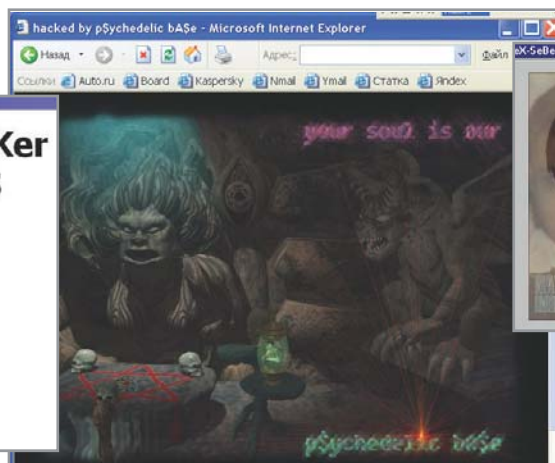 hacked by p$ychedelic bA$e - Microsoft Internet Explorer
Назад
Адрес:
Файл
Ссылки Auto.ru Board Kaspersky Nmail Ymail Статка Яndex
Ker
your souL is our
p$ychedelic bA$e